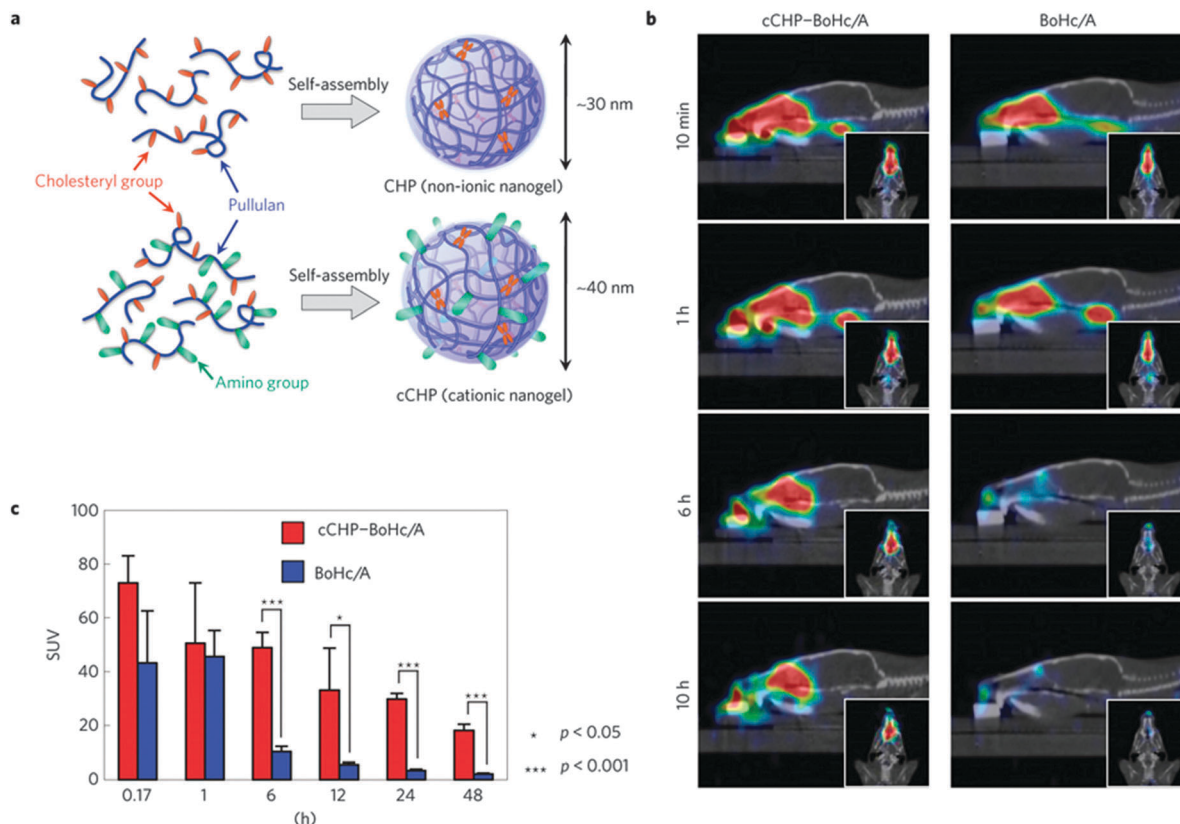 a
Self-assembly
~30 nm
Cholesteryl group
CHP (non-ionic nanogel)
Pullulan
Self-assembly
~40 nm
Amino group
cCHP (cationic nanogel)
b
cCHP–BoHc/A
BoHc/A
10 min
1 h
6 h
10 h
c
100
80
60
40
20
0
SUV
cCHP–BoHc/A
BoHc/A
***
*
***
***
* p < 0.05
*** p < 0.001
0.17 1 6 12 24 48
(h)